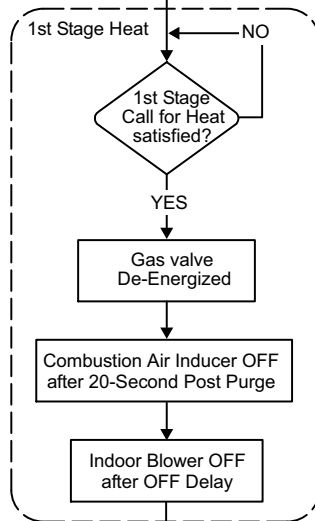 1st Stage Heat
NO
1st Stage
Call for Heat
satisfied?
YES
Gas valve
De-Energized
Combustion Air Inducer OFF
after 20-Second Post Purge
Indoor Blower OFF
after OFF Delay